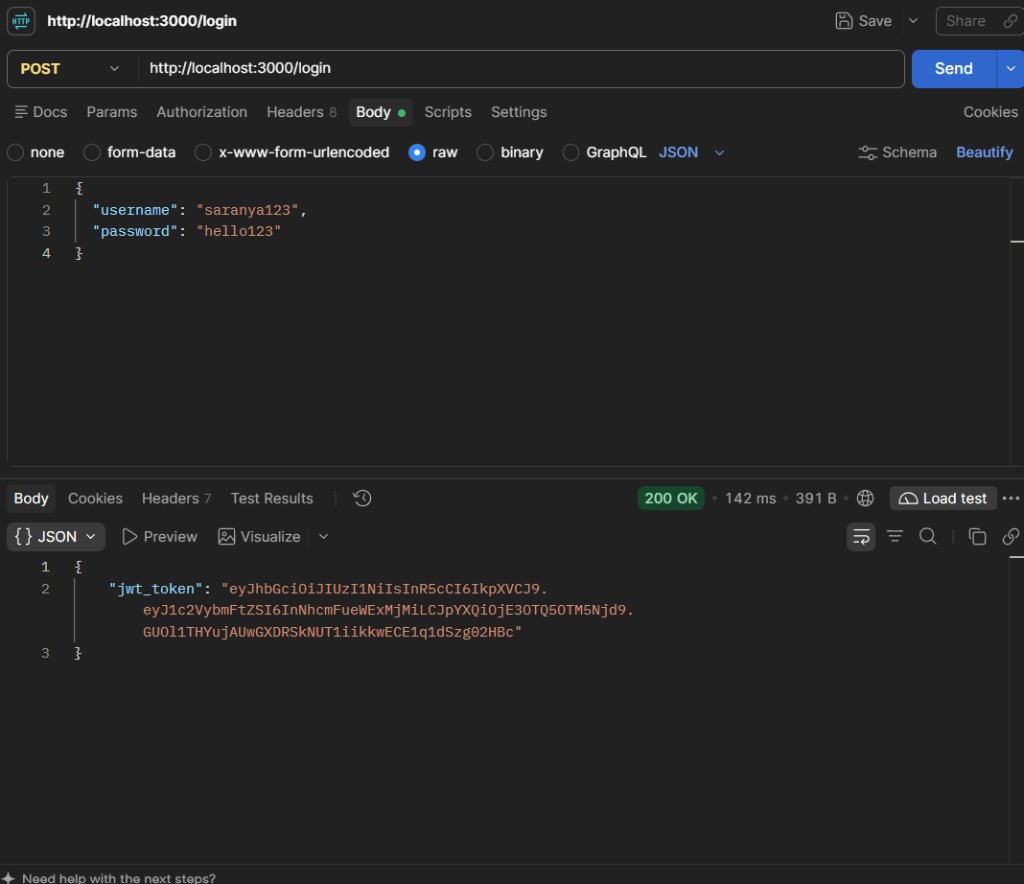 HTTP http://localhost:3000/login Save Share
POST http://localhost:3000/login Send
Docs Params Authorization Headers 8 Body Scripts Settings Cookies
none form-data x-www-form-urlencoded raw binary GraphQL JSON Schema Beautify
1 {
2 "username": "saranya123",
3 "password": "hello123"
4 }
Body Cookies Headers 7 Test Results 200 OK • 142 ms • 391 B • Load test •••
{} JSON Preview Visualize
1 {
2 "jwt_token": "eyJhbGciOiJIUzI1NiIsInR5cCI6IkpXVCJ9.
eyJ1c2VybmFtZSI6InNhcmFueWExMjMiLCJpYXQiOjE3OTQ5OTM5Njd9.
GUOl1THYujAUwGXDRSkNUT1iikkwECE1q1dSzg02HBc"
3 }
Need help with the next steps?